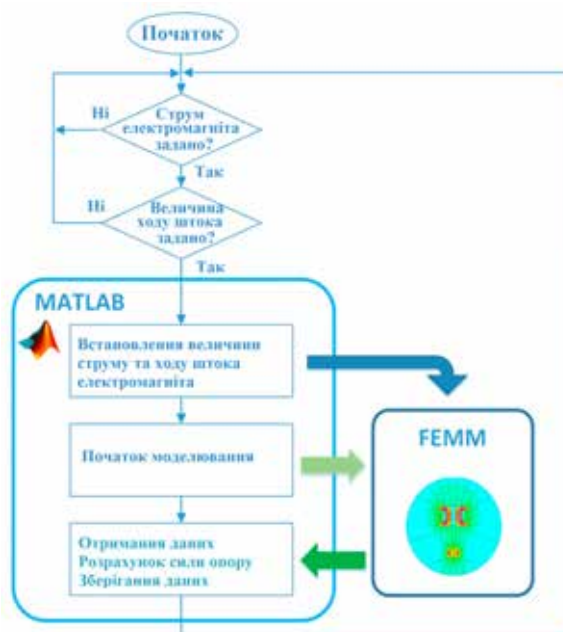 Початок
Ні
Струм
електромагніта
задано?
Так
Ні
Величина
ходу штока
задано?
Так
MATLAB
Встановлення величини
струму та ходу штока
електромагніта
FEMM
Початок моделювання
Отримання даних
Розрахунок сили опору
Зберігання даних